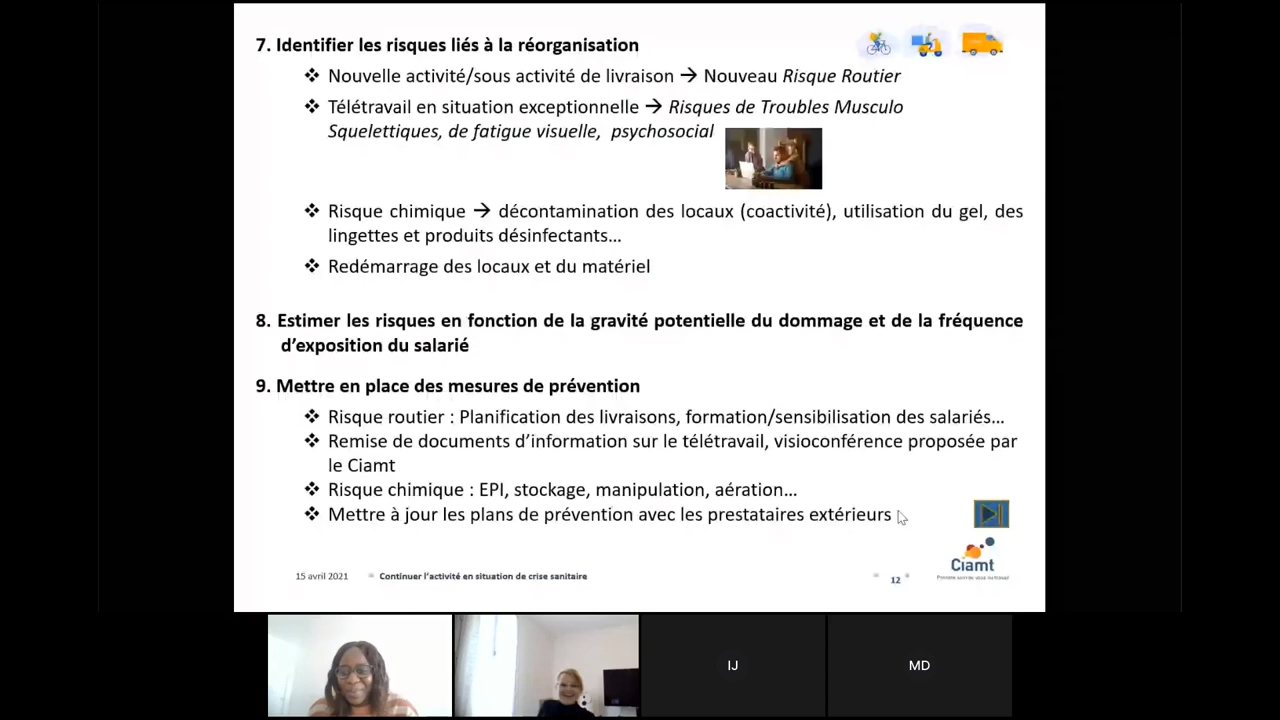 7. Identifier les risques liés à la réorganisation
❖ Nouvelle activité/sous activité de livraison → Nouveau Risque Routier
❖ Télétravail en situation exceptionnelle → Risques de Troubles Musculo
Squelettiques, de fatigue visuelle, psychosocial
❖ Risque chimique → décontamination des locaux (coactivité), utilisation du gel, des
lingettes et produits désinfectants…
❖ Redémarrage des locaux et du matériel
8. Estimer les risques en fonction de la gravité potentielle du dommage et de la fréquence
d’exposition du salarié
9. Mettre en place des mesures de prévention
❖ Risque routier : Planification des livraisons, formation/sensibilisation des salariés…
❖ Remise de documents d’information sur le télétravail, visioconférence proposée par
le Ciamt
❖ Risque chimique : EPI, stockage, manipulation, aération…
❖ Mettre à jour les plans de prévention avec les prestataires extérieurs
Ciamt
15 avril 2021 Continuer l’activité en situation de crise sanitaire 12
IJ MD